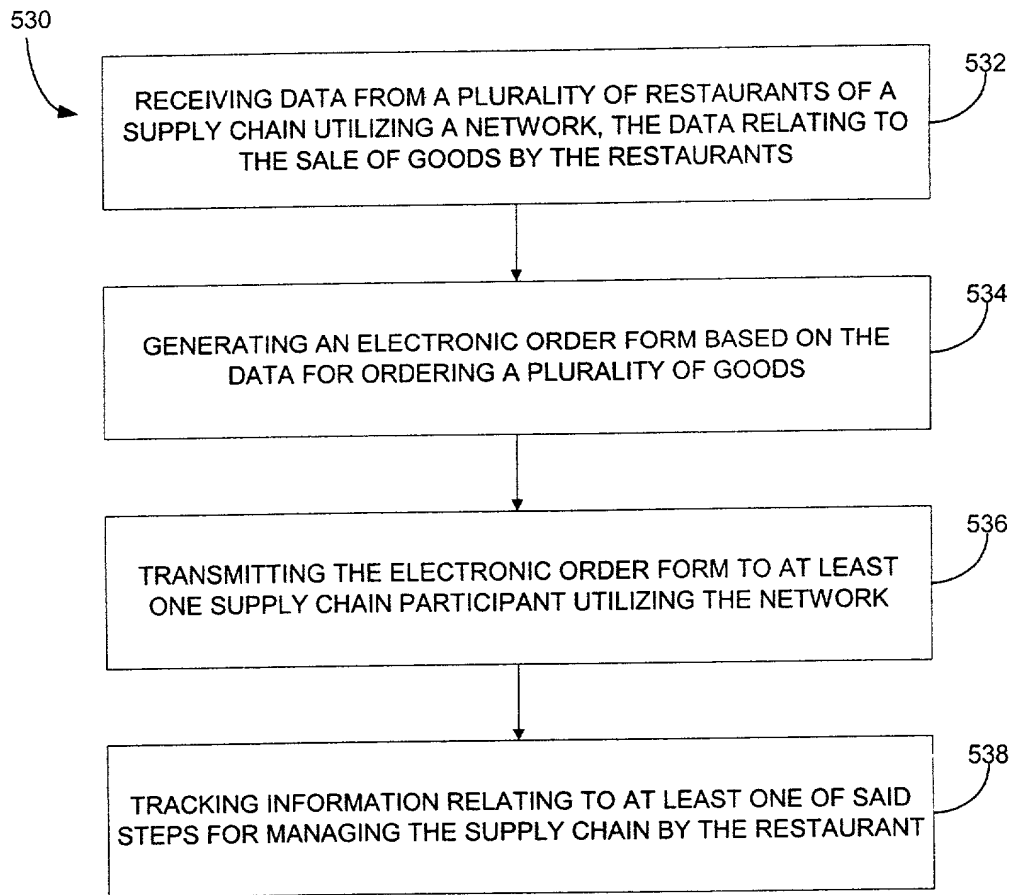 530
532
RECEIVING DATA FROM A PLURALITY OF RESTAURANTS OF A
SUPPLY CHAIN UTILIZING A NETWORK, THE DATA RELATING TO
THE SALE OF GOODS BY THE RESTAURANTS
534
GENERATING AN ELECTRONIC ORDER FORM BASED ON THE
DATA FOR ORDERING A PLURALITY OF GOODS
536
TRANSMITTING THE ELECTRONIC ORDER FORM TO AT LEAST
ONE SUPPLY CHAIN PARTICIPANT UTILIZING THE NETWORK
538
TRACKING INFORMATION RELATING TO AT LEAST ONE OF SAID
STEPS FOR MANAGING THE SUPPLY CHAIN BY THE RESTAURANT